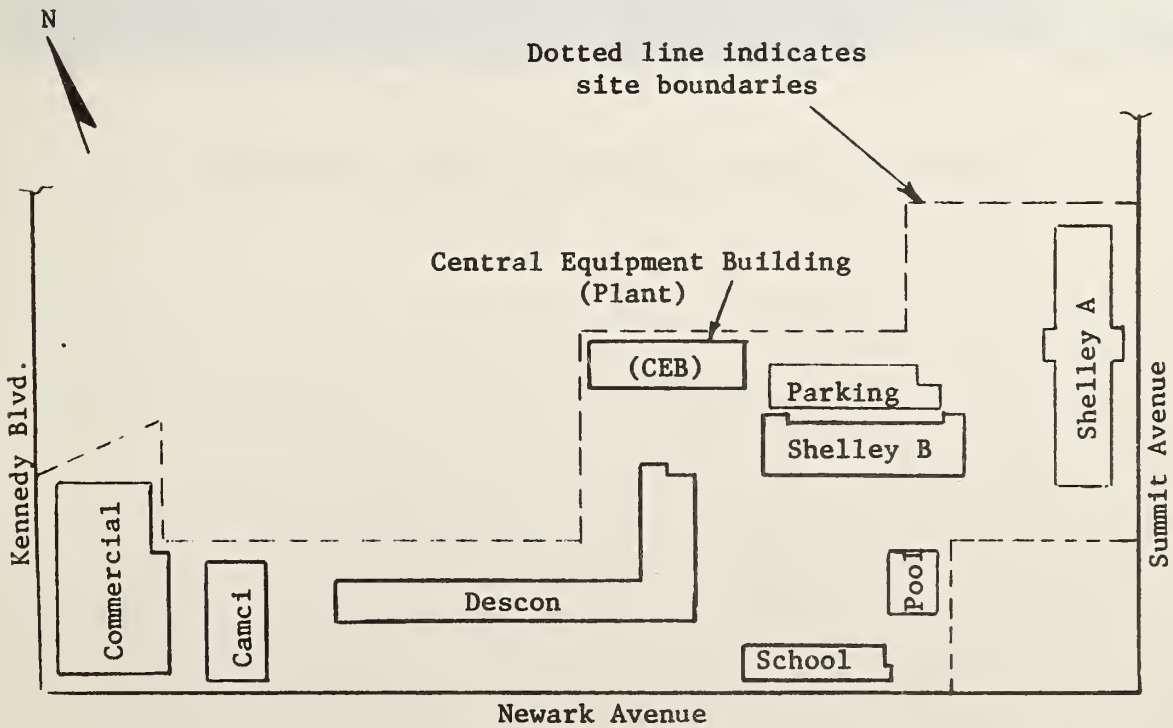 N
Dotted line indicates
site boundaries
Central Equipment Building
(Plant)
(CEB)
Parking
Shelley B
Shelley A
Kennedy Blvd.
Summit Avenue
Commercial
Camci
Descon
Pool
School
Newark Avenue